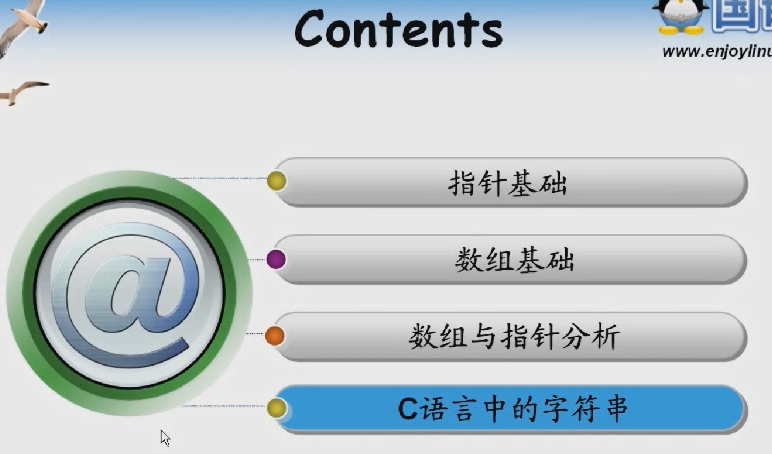 Contents
www.enjoylinu
指针基础
数组基础
数组与指针分析
C语言中的字符串